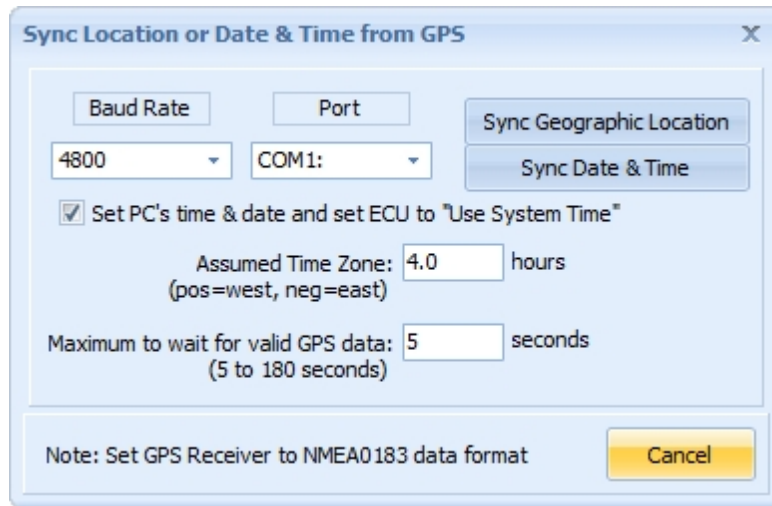 Sync Location or Date & Time from GPS
Baud Rate
Port
Sync Geographic Location
4800
COM1:
Sync Date & Time
Set PC's time & date and set ECU to "Use System Time"
Assumed Time Zone: 4.0 hours
(pos=west, neg=east)
Maximum to wait for valid GPS data: 5 seconds
(5 to 180 seconds)
Note: Set GPS Receiver to NMEA0183 data format
Cancel